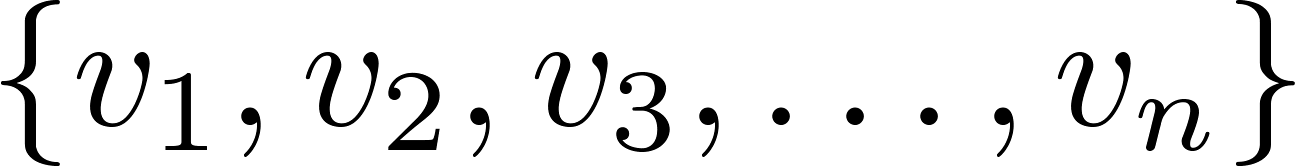 {v₁, v₂, v₃, . . . , vₙ}